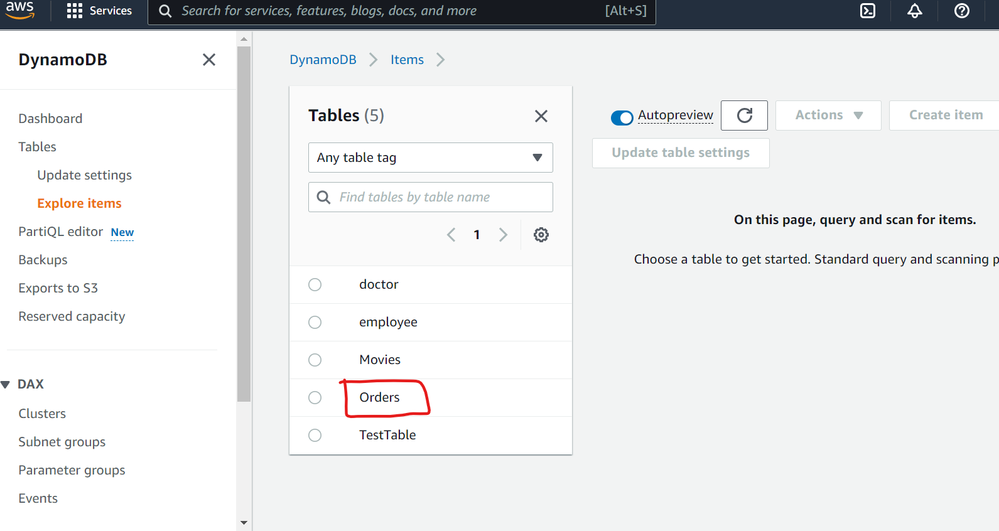 aws
Services
Search for services, features, blogs, docs, and more
[Alt+S]
DynamoDB
Dashboard
Tables
Update settings
Explore items
PartiQL editor New
Backups
Exports to S3
Reserved capacity
DAX
Clusters
Subnet groups
Parameter groups
Events
DynamoDB
Items
Tables (5)
Any table tag
Find tables by table name
1
doctor
employee
Movies
Orders
TestTable
Autopreview
Actions
Create item
Update table settings
On this page, query and scan for items.
Choose a table to get started. Standard query and scanning